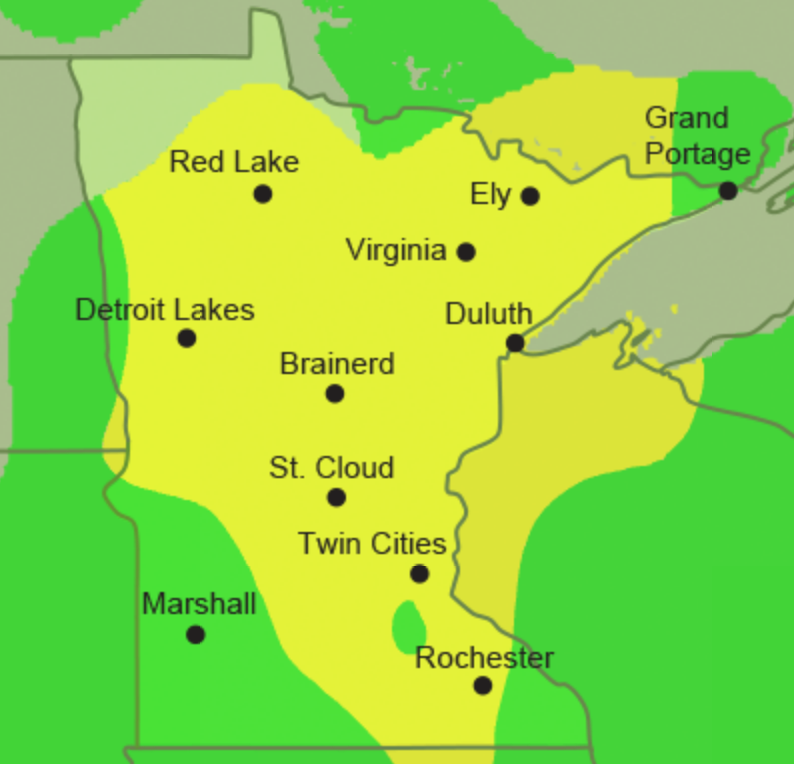 Grand
Portage
Red Lake
Ely
Virginia
Detroit Lakes
Duluth
Brainerd
St. Cloud
Twin Cities
Marshall
Rochester